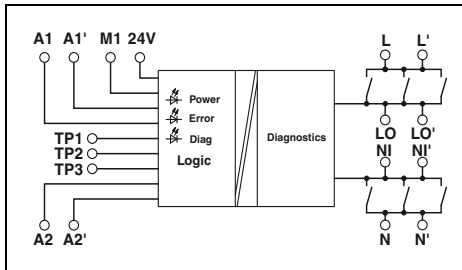 A1 A1' M1 24V
L L'
Power
Error
Diag
TP1
TP2
TP3
Logic
Diagnostics
LO LO'
NI NI'
A2 A2'
N N'